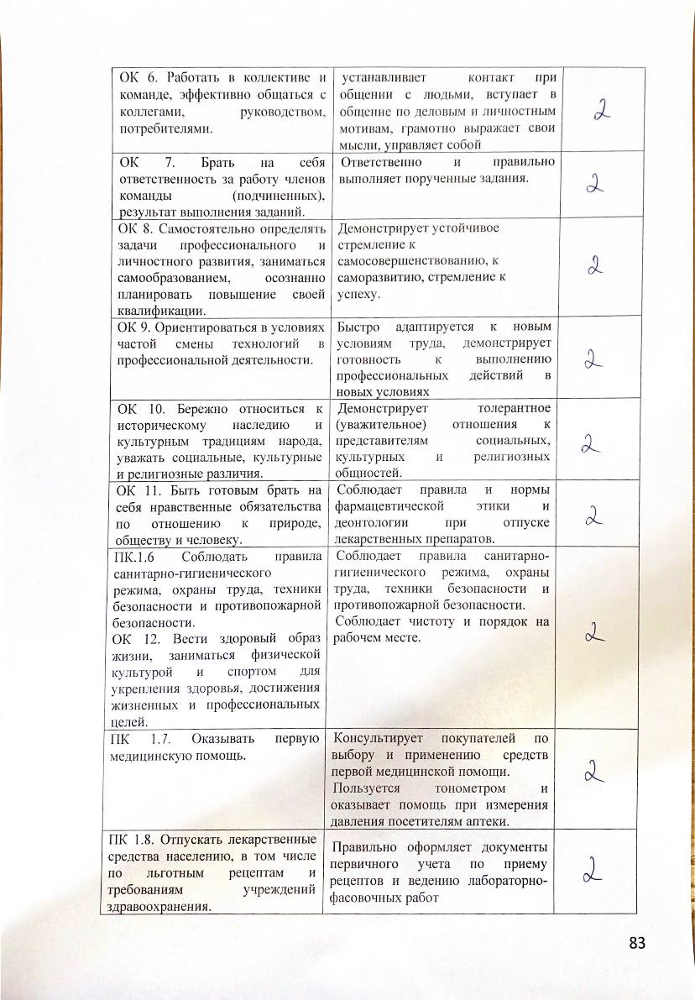 ОК 6. Работать в коллективе и
команде, эффективно общаться с
коллегами, руководством,
потребителями.
устанавливает контакт при
общении с людьми, вступает в
общение по деловым и личностным
мотивам, грамотно выражает свои
мысли, управляет собой
2
ОК 7. Брать на себя
ответственность за работу членов
команды (подчиненных),
результат выполнения заданий.
Ответственно и правильно
выполняет порученные задания.
2
ОК 8. Самостоятельно определять
задачи профессионального и
личностного развития, заниматься
самообразованием, осознанно
планировать повышение своей
квалификации.
Демонстрирует устойчивое
стремление к
самосовершенствованию, к
саморазвитию, стремление к
успеху.
2
ОК 9. Ориентироваться в условиях
частой смены технологий в
профессиональной деятельности.
Быстро адаптируется к новым
условиям труда, демонстрирует
готовность к выполнению
профессиональных действий в
новых условиях
2
ОК 10. Бережно относиться к
историческому наследию и
культурным традициям народа,
уважать социальные, культурные
и религиозные различия.
Демонстрирует толерантное
(уважительное) отношения к
представителям социальных,
культурных и религиозных
общностей.
2
ОК 11. Быть готовым брать на
себя нравственные обязательства
по отношению к природе,
обществу и человеку.
Соблюдает правила и нормы
фармацевтической этики и
деонтологии при отпуске
лекарственных препаратов.
2
ПК.1.6 Соблюдать правила
санитарно-гигиенического
режима, охраны труда, техники
безопасности и противопожарной
безопасности.
ОК 12. Вести здоровый образ
жизни, заниматься физической
культурой и спортом для
укрепления здоровья, достижения
жизненных и профессиональных
целей.
Соблюдает правила санитарно-
гигиенического режима, охраны
труда, техники безопасности и
противопожарной безопасности.
Соблюдает чистоту и порядок на
рабочем месте.
2
ПК 1.7. Оказывать первую
медицинскую помощь.
Консультирует покупателей по
выбору и применению средств
первой медицинской помощи.
Пользуется тонометром и
оказывает помощь при измерения
давления посетителям аптеки.
2
ПК 1.8. Отпускать лекарственные
средства населению, в том числе
по льготным рецептам и
требованиям учреждений
здравоохранения.
Правильно оформляет документы
первичного учета по приему
рецептов и ведению лабораторно-
фасовочных работ
2
83